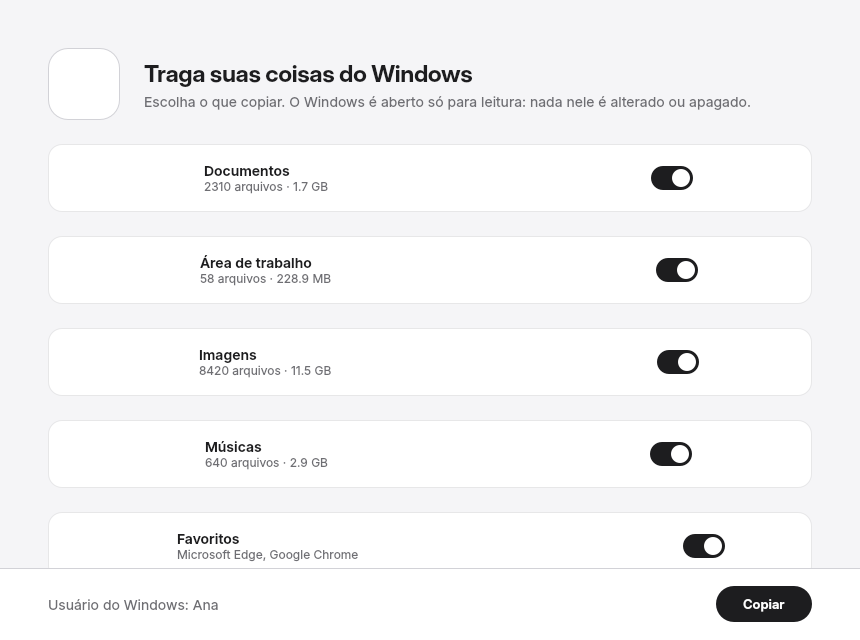 Traga suas coisas do Windows
Escolha o que copiar. O Windows é aberto só para leitura: nada nele é alterado ou apagado.
Documentos
2310 arquivos · 1.7 GB
Área de trabalho
58 arquivos · 228.9 MB
Imagens
8420 arquivos · 11.5 GB
Músicas
640 arquivos · 2.9 GB
Favoritos
Microsoft Edge, Google Chrome
Usuário do Windows: Ana
Copiar